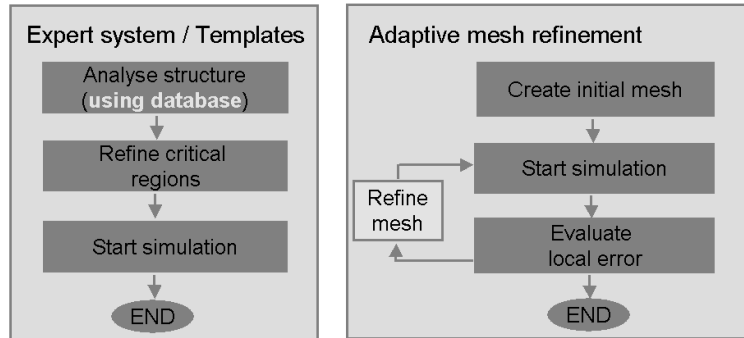 Expert system / Templates
Analyse structure
(using database)
Refine critical
regions
Start simulation
END
Adaptive mesh refinement
Create initial mesh
Start simulation
Refine
mesh
Evaluate
local error
END